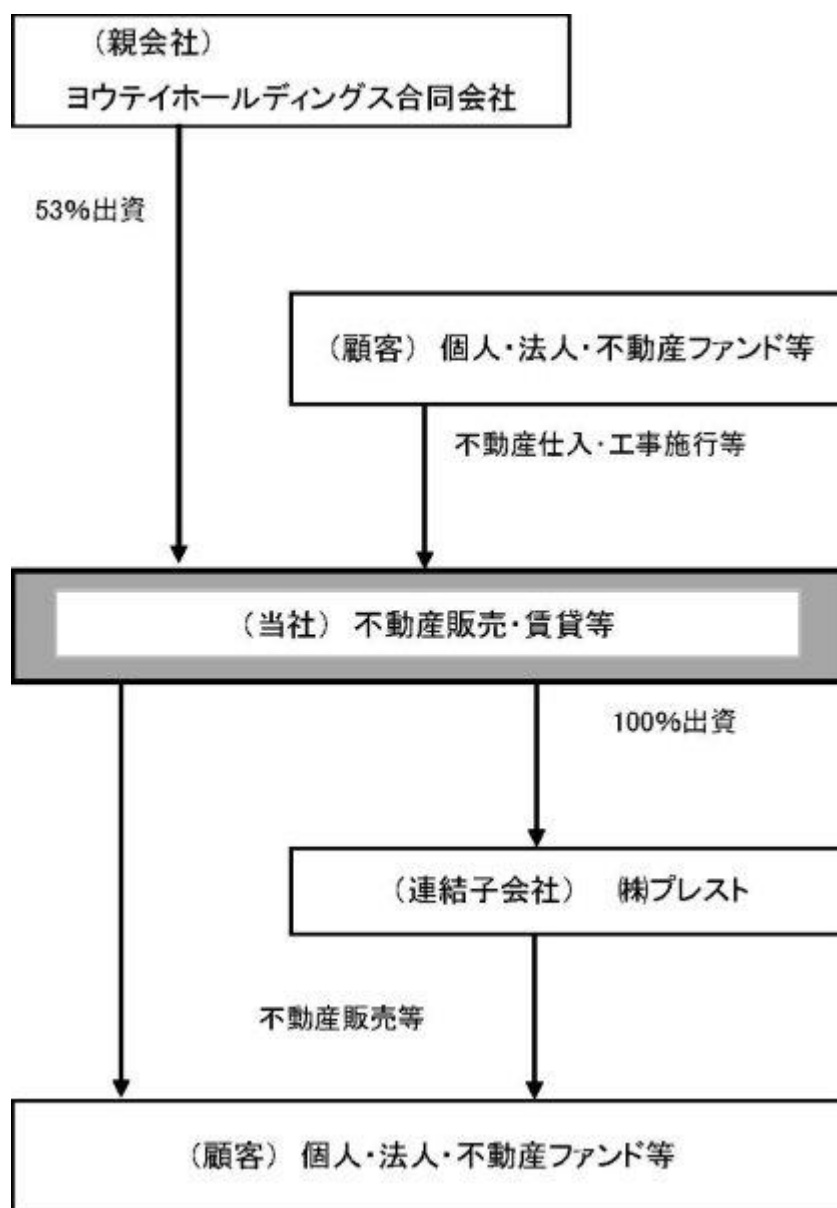 （親会社）
ヨウテイホールディングス合同会社
53%出資
（顧客） 個人・法人・不動産ファンド等
不動産仕入・工事施行等
（当社） 不動産販売・賃貸等
100%出資
（連結子会社） ㈱プレスト
不動産販売等
（顧客） 個人・法人・不動産ファンド等